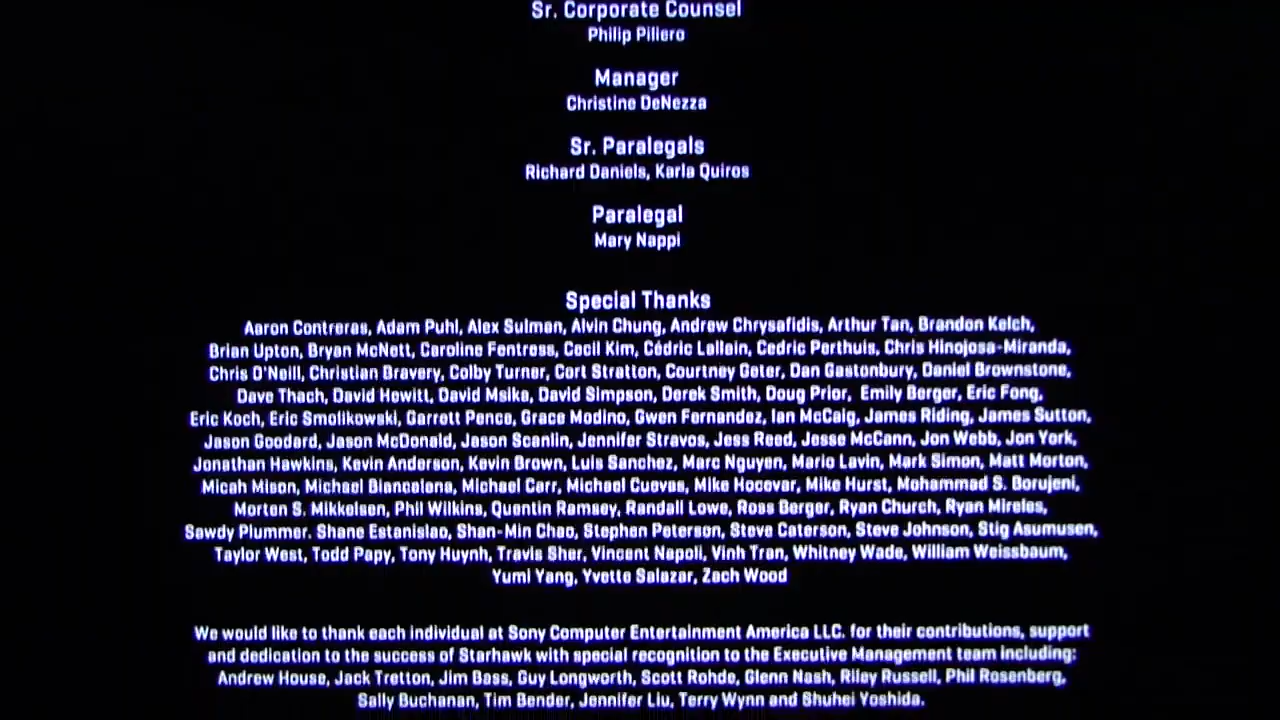 Sr. Corporate Counsel
Philip Pillero
Manager
Christine DeNezza
Sr. Paralegals
Richard Daniels, Karla Quiros
Paralegal
Mary Nappi
Special Thanks
Aaron Contreras, Adam Puhl, Alex Sulman, Alvin Chung, Andrew Chrysafidis, Arthur Tan, Brandon Kelch,
Brian Upton, Bryan McNett, Caroline Fentress, Cecil Kim, Cédric Lallain, Cedric Perthuis, Chris Hinojosa-Miranda,
Chris O'Neill, Christian Bravery, Colby Turner, Cort Stratton, Courtney Geter, Dan Gastonbury, Daniel Brownstone,
Dave Thach, David Hewitt, David Msika, David Simpson, Derek Smith, Doug Prior, Emily Berger, Eric Fong,
Eric Koch, Eric Smolikowski, Garrett Pence, Grace Modino, Gwen Fernandez, Ian McCaig, James Riding, James Sutton,
Jason Goodard, Jason McDonald, Jason Scanlin, Jennifer Stravos, Jess Reed, Jesse McCann, Jon Webb, Jon York,
Jonathan Hawkins, Kevin Anderson, Kevin Brown, Luis Sanchez, Marc Nguyen, Mario Lavin, Mark Simon, Matt Morton,
Micah Mison, Michael Biancalana, Michael Carr, Michael Cuevas, Mike Hocevar, Mike Hurst, Mohammad S. Borujeni,
Morten S. Mikkelsen, Phil Wilkins, Quentin Ramsey, Randall Lowe, Ross Berger, Ryan Church, Ryan Mireles,
Sawdy Plummer. Shane Estanislao, Shan-Min Chao, Stephen Peterson, Steve Caterson, Steve Johnson, Stig Asumusen,
Taylor West, Todd Papy, Tony Huynh, Travis Sher, Vincent Napoli, Vinh Tran, Whitney Wade, William Weissbaum,
Yumi Yang, Yvette Salazar, Zach Wood
We would like to thank each individual at Sony Computer Entertainment America LLC. for their contributions, support
and dedication to the success of Starhawk with special recognition to the Executive Management team including:
Andrew House, Jack Tretton, Jim Bass, Guy Longworth, Scott Rohde, Glenn Nash, Riley Russell, Phil Rosenberg,
Sally Buchanan, Tim Bender, Jennifer Liu, Terry Wynn and Shuhei Yoshida.